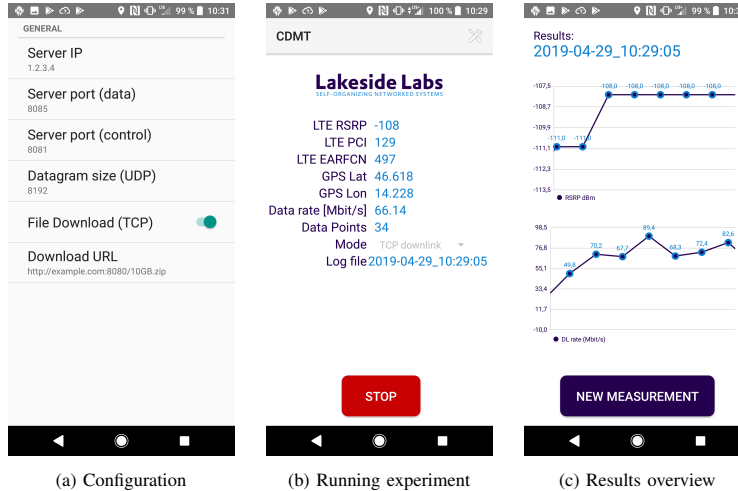 99 % 10:31
GENERAL
Server IP
1.2.3.4
Server port (data)
8085
Server port (control)
8081
Datagram size (UDP)
8192
File Download (TCP)
Download URL
http://example.com:8080/10GB.zip
(a) Configuration
100 % 10:29
CDMT
Lakeside Labs
SELF-ORGANIZING NETWORKED SYSTEMS
LTE RSRP -108
LTE PCI 129
LTE EARFCN 497
GPS Lat 46.618
GPS Lon 14.228
Data rate [Mbit/s] 66.14
Data Points 34
Mode TCP downlink
Log file 2019-04-29_10:29:05
STOP
(b) Running experiment
99 %
Results:
2019-04-29_10:29:05
-107,5
-108,7
-109,9
-111,1
-112,3
-113,5
-111,0 -111,0 -108,0 -108,0 -108,0 -108,0 -108,0
RSRP dBm
98,5
76,8
55,1
33,4
11,7
-10,0
49,8 70,2 67,7 89,4 68,3 72,4 82,6
DL rate (Mbit/s)
NEW MEASUREMENT
(c) Results overview